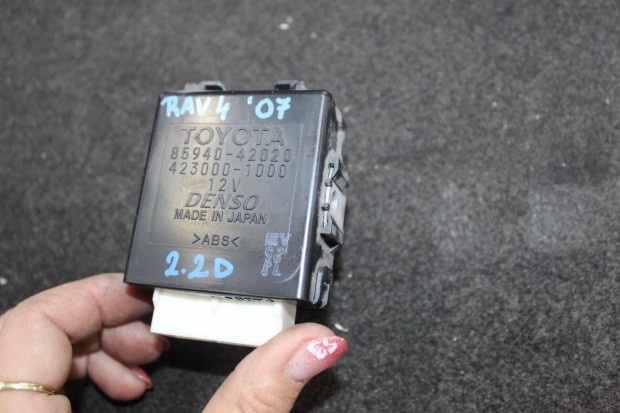 RAV4 '07
TOYOTA
85940-42020
423000-1000
12V
DENSO
MADE IN JAPAN
>ABS<
2.2D